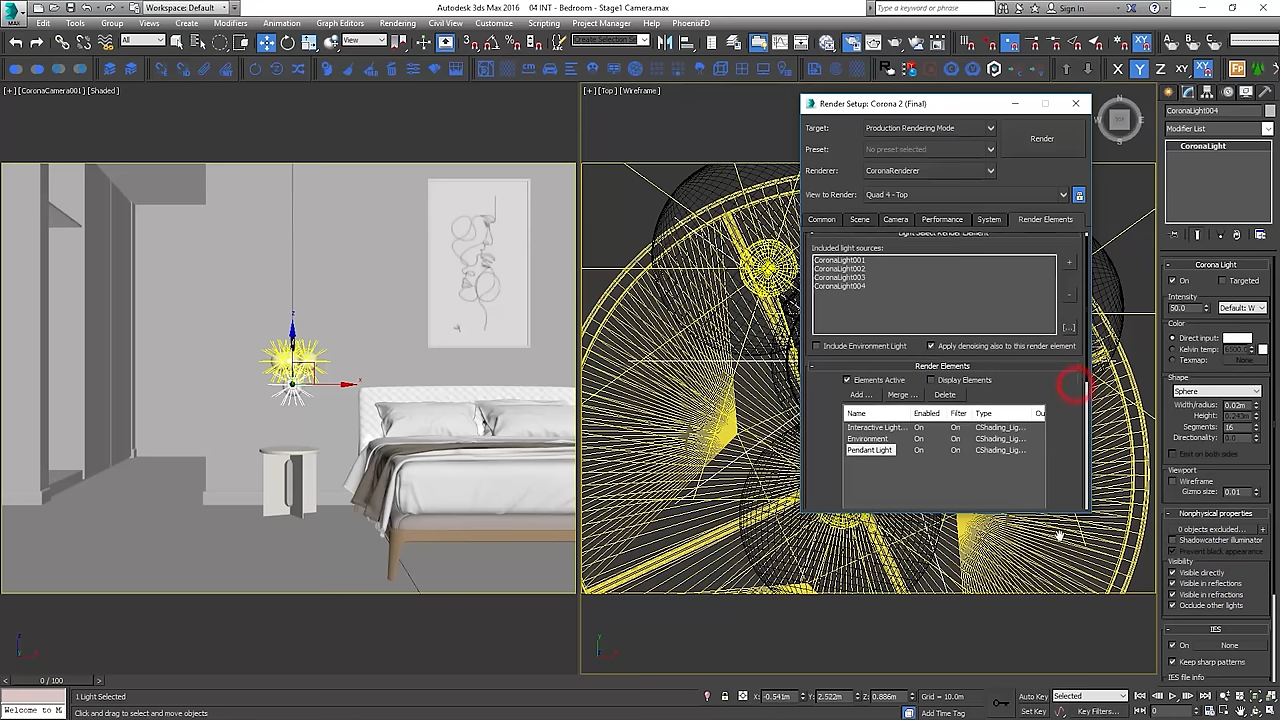 Workspace: Default
Autodesk 3ds Max 2016
04 INT - Bedroom - Stage1 Camera.max
Type a keyword or phrase
Sign In
Edit Tools Group Views Create Modifiers Animation Graph Editors Rendering Civil View Customize Scripting Project Manager Help PhoenixFD
All
View
X Y Z XY
[+] [CoronaCamera001] [Shaded]
[+] [Top] [Wireframe]
Render Setup: Corona 2 (Final)
Target: Production Rendering Mode
Render
Preset: No preset selected
Renderer: CoronaRenderer
View to Render: Quad 4 - Top
Common Scene Camera Performance System Render Elements
Light Select Render Element
Included light sources:
CoronaLight001
CoronaLight002
CoronaLight003
CoronaLight004
+
-
[...]
Include Environment Light
Apply denoising also to this render element
Render Elements
Elements Active
Display Elements
Add ... Merge ... Delete
Name Enabled Filter Type Ou
Interactive Light... On On CShading_Lig...
Environment On On CShading_Lig...
Pendant Light On On CShading_Lig...
CoronaLight004
Modifier List
CoronaLight
Corona Light
On Targeted
Intensity
50.0 Default: W
Color
Direct input:
Kelvin temp:
Texmap: None
Shape
Sphere
Width/radius: 0.02m
Height: 0.243m
Segments: 16
Directionality: 0.0
Emit on both sides
Viewport
Wireframe
Gizmo size: 0.01
Nonphysical properties
0 objects excluded... +
Shadowcatcher illuminator
Prevent black appearance
Visibility
Visible directly
Visible in reflections
Visible in refractions
Occlude other lights
IES
On None
Keep sharp patterns
IES file info
0 / 100
1 Light Selected
X: -0.541m Y: 2.522m Z: 0.886m Grid = 10.0m
Auto Key Selected
Welcome to M
Click and drag to select and move objects
Add Time Tag
Set Key Key Filters...
0